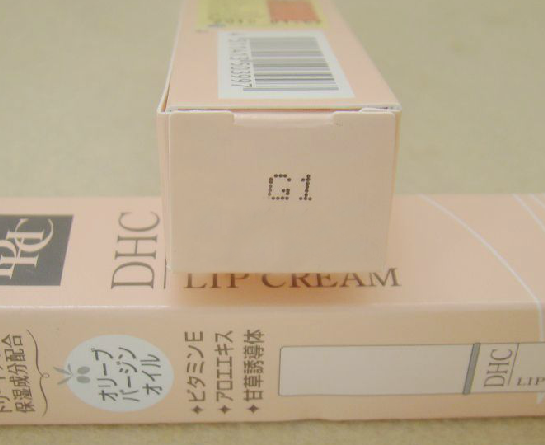 G1
DHC
DHC
LIP CREAM
保湿成分配合
オリーブ
バージン
オイル
◆ビタミンE
◆アロエエキス
◆甘草誘導体
DHC
LIP